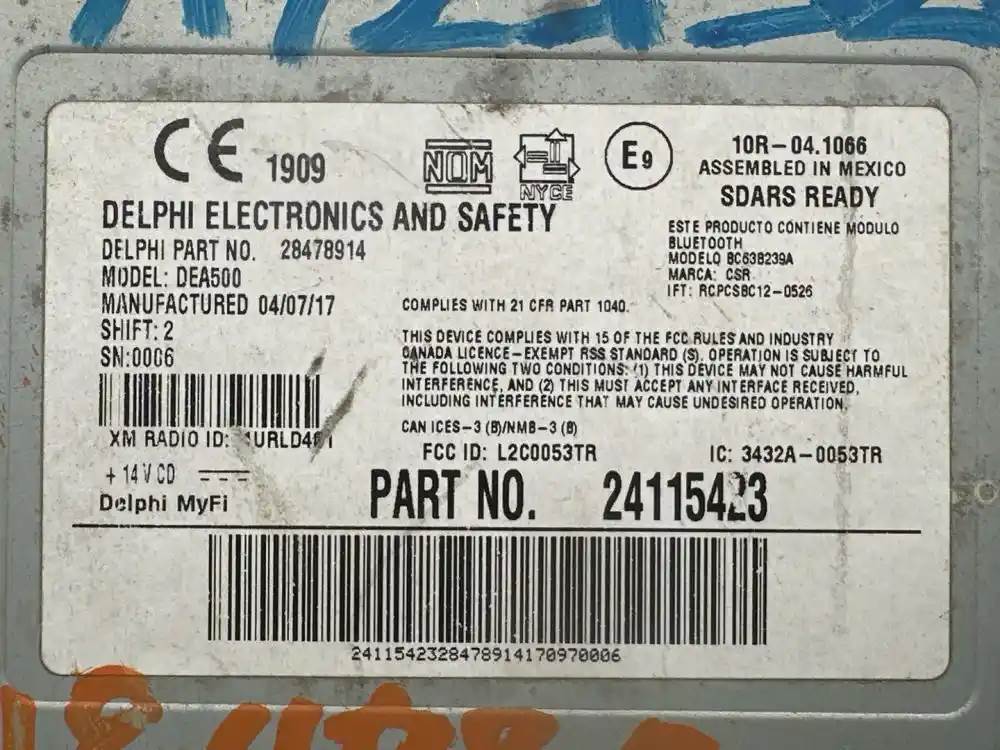 CE 1909
NOM
NYCE
E9
10R-04.1066
ASSEMBLED IN MEXICO
SDARS READY
DELPHI ELECTRONICS AND SAFETY
DELPHI PART NO. 28478914
MODEL: DEA500
MANUFACTURED 04/07/17
SHIFT: 2
SN:0006
ESTE PRODUCTO CONTIENE MODULO
BLUETOOTH
MODELO BC638239A
MARCA: CSR
IFT: RCPCSBC12-0526
COMPLIES WITH 21 CFR PART 1040.
THIS DEVICE COMPLIES WITH 15 OF THE FCC RULES AND INDUSTRY
CANADA LICENCE-EXEMPT RSS STANDARD (S). OPERATION IS SUBJECT TO
THE FOLLOWING TWO CONDITIONS: (1) THIS DEVICE MAY NOT CAUSE HARMFUL
INTERFERENCE, AND (2) THIS MUST ACCEPT ANY INTERFACE RECEIVED,
INCLUDING INTERFERENCE THAT MAY CAUSE UNDESIRED OPERATION.
CAN ICES-3 (B)/NMB-3 (B)
FCC ID: L2C0053TR IC: 3432A-0053TR
XM RADIO ID:
+14V CD
Delphi MyFi
PART NO. 24115423
2411542328478914170970006